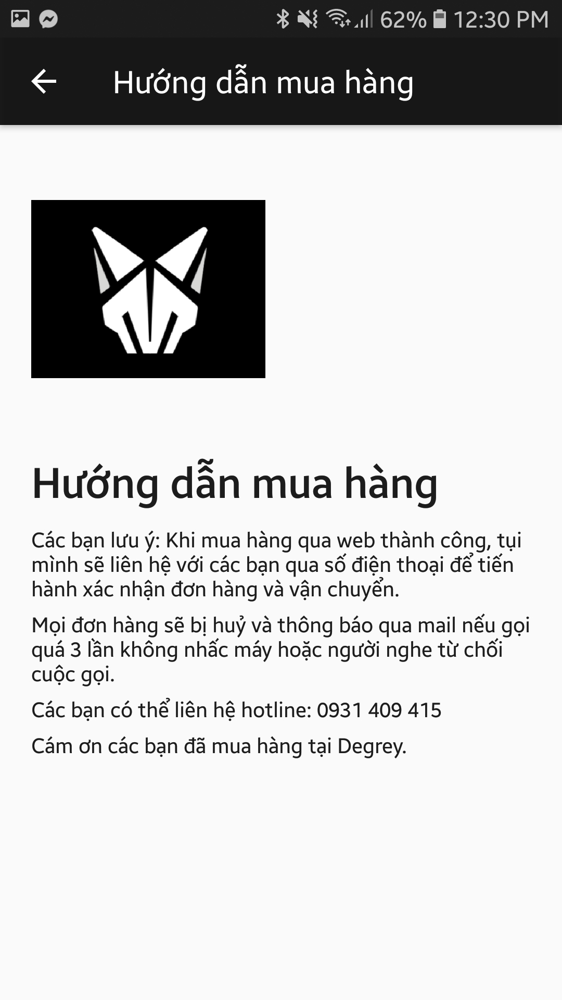 62% 12:30 PM
Hướng dẫn mua hàng
Hướng dẫn mua hàng
Các bạn lưu ý: Khi mua hàng qua web thành công, tụi
mình sẽ liên hệ với các bạn qua số điện thoại để tiến
hành xác nhận đơn hàng và vận chuyển.
Mọi đơn hàng sẽ bị huỷ và thông báo qua mail nếu gọi
quá 3 lần không nhấc máy hoặc người nghe từ chối
cuộc gọi.
Các bạn có thể liên hệ hotline: 0931 409 415
Cám ơn các bạn đã mua hàng tại Degrey.